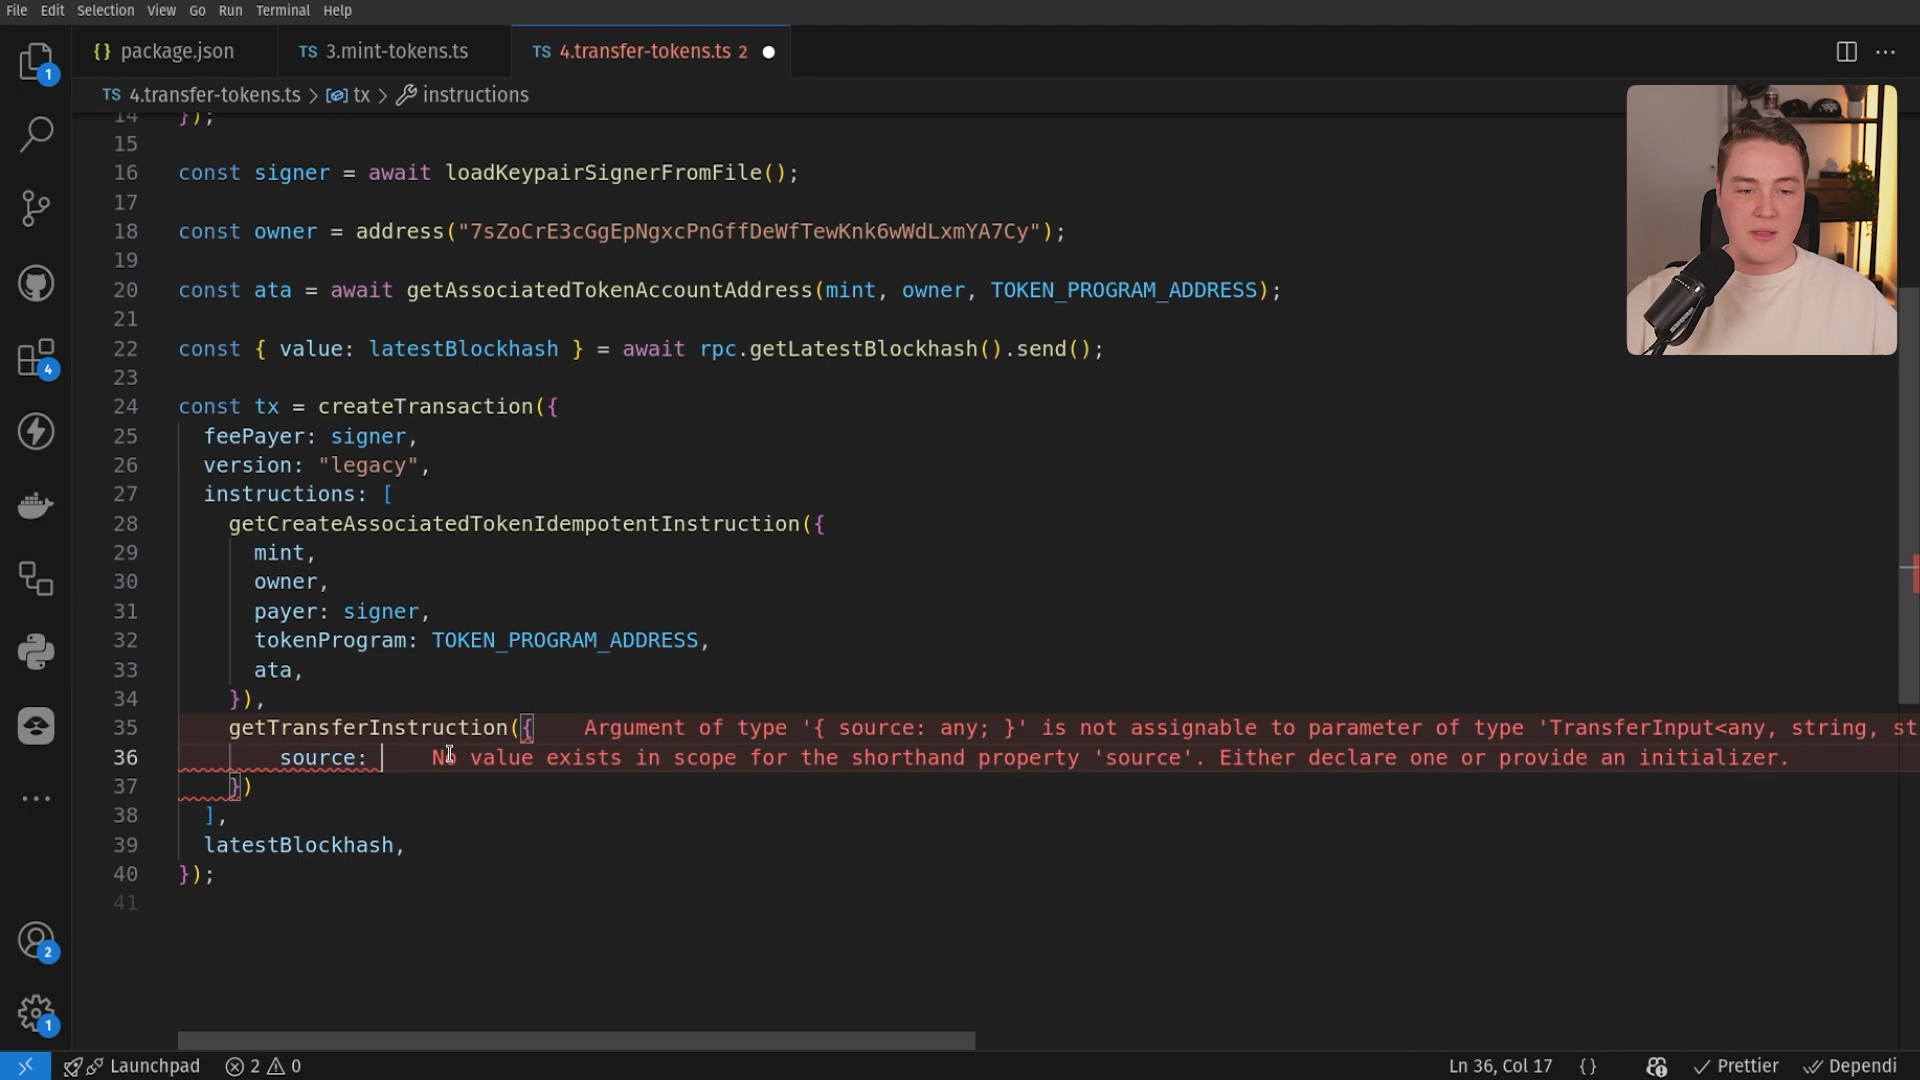 File Edit Selection View Go Run Terminal Help
{} package.json TS 3.mint-tokens.ts TS 4.transfer-tokens.ts 2
TS 4.transfer-tokens.ts > tx > instructions
14 });
15
16 const signer = await loadKeypairSignerFromFile();
17
18 const owner = address("7sZoCrE3cGgEpNgxcPnGffDeWfTewKnk6wWdLxmYA7Cy");
19
20 const ata = await getAssociatedTokenAccountAddress(mint, owner, TOKEN_PROGRAM_ADDRESS);
21
22 const { value: latestBlockhash } = await rpc.getLatestBlockhash().send();
23
24 const tx = createTransaction({
25 feePayer: signer,
26 version: "legacy",
27 instructions: [
28 getCreateAssociatedTokenIdempotentInstruction({
29 mint,
30 owner,
31 payer: signer,
32 tokenProgram: TOKEN_PROGRAM_ADDRESS,
33 ata,
34 }),
35 getTransferInstruction({ Argument of type '{ source: any; }' is not assignable to parameter of type 'TransferInput<any, string, st
36 source: No value exists in scope for the shorthand property 'source'. Either declare one or provide an initializer.
37 })
38 ],
39 latestBlockhash,
40 });
41
1
4
2
1
Launchpad 2 0 Ln 36, Col 17 {} Prettier Dependi